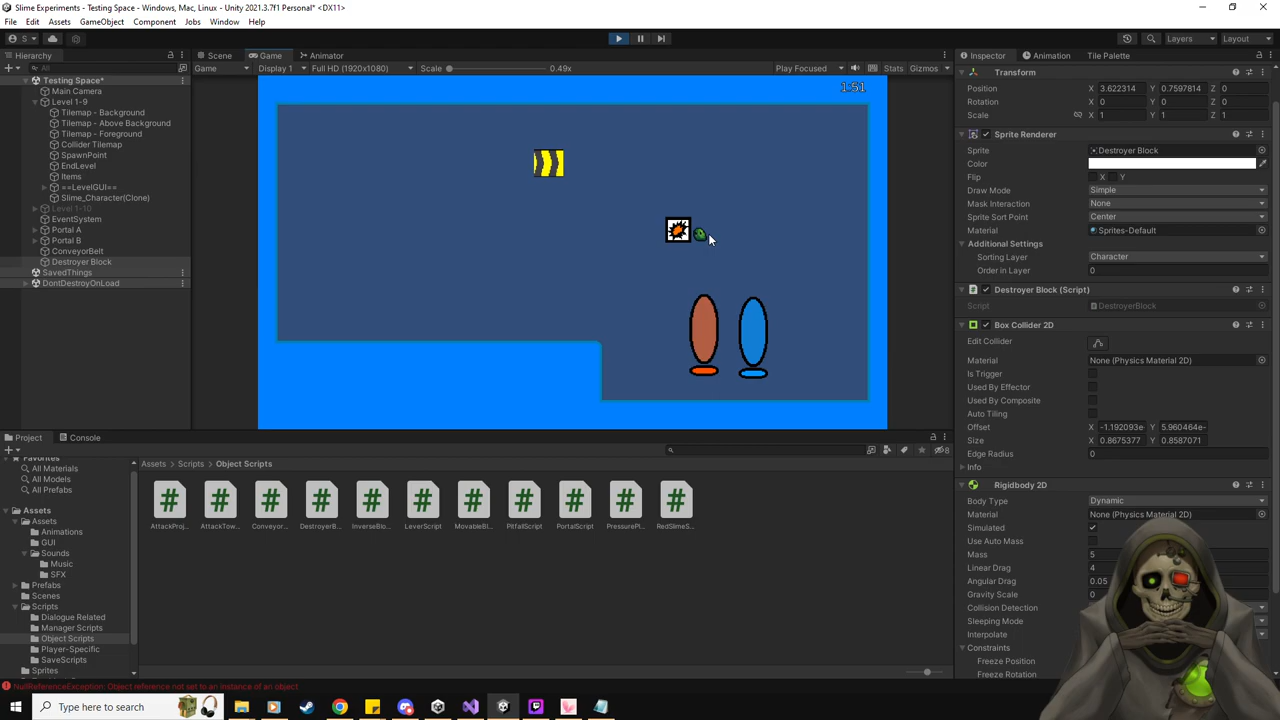 Slime Experiments - Testing Space - Windows, Mac, Linux - Unity 2021.3.7f1 Personal* <DX11>
File Edit Assets GameObject Component Jobs Window Help
S Layers Layout
Hierarchy Scene Game Animator Inspector Animation Tile Palette
All Game Display 1 Full HD (1920x1080) Scale 0.49x Play Focused Stats Gizmos
Testing Space*
Main Camera
Level 1-9
Tilemap - Background
Tilemap - Above Background
Tilemap - Foreground
Collider Tilemap
SpawnPoint
EndLevel
Items
==LevelGUI==
Slime_Character(Clone)
Level 1-10
EventSystem
Portal A
Portal B
ConveyorBelt
Destroyer Block
SavedThings
DontDestroyOnLoad
1:51
Transform
Position X 3.622314 Y 0.7597814 Z 0
Rotation X 0 Y 0 Z 0
Scale X 1 Y 1 Z 1
Sprite Renderer
Sprite Destroyer Block
Color
Flip X Y
Draw Mode Simple
Mask Interaction None
Sprite Sort Point Center
Material Sprites-Default
Additional Settings
Sorting Layer Character
Order in Layer 0
Destroyer Block (Script)
Script DestroyerBlock
Box Collider 2D
Edit Collider
Material None (Physics Material 2D)
Is Trigger
Used By Effector
Used By Composite
Auto Tiling
Offset X -1.192093e- Y 5.960464e-
Size X 0.8675377 Y 0.8587071
Edge Radius 0
Info
Rigidbody 2D
Body Type Dynamic
Material None (Physics Material 2D)
Simulated
Use Auto Mass
Mass 5
Linear Drag 4
Angular Drag 0.05
Gravity Scale 0
Collision Detection
Sleeping Mode
Interpolate
Constraints
Freeze Position
Freeze Rotation
Project Console
8
Favorites
All Materials
All Models
All Prefabs
Assets
Assets
Animations
GUI
Sounds
Music
SFX
Prefabs
Scenes
Scripts
Dialogue Related
Manager Scripts
Object Scripts
Player-Specific
SaveScripts
Sprites
Assets > Scripts > Object Scripts
AttackProj... AttackTow... Conveyor... DestroyerB... InverseBlo... LeverScript MovableBl... PitfallScript PortalScript PressurePl... RedSlimeS...
NullReferenceException: Object reference not set to an instance of an object
Type here to search